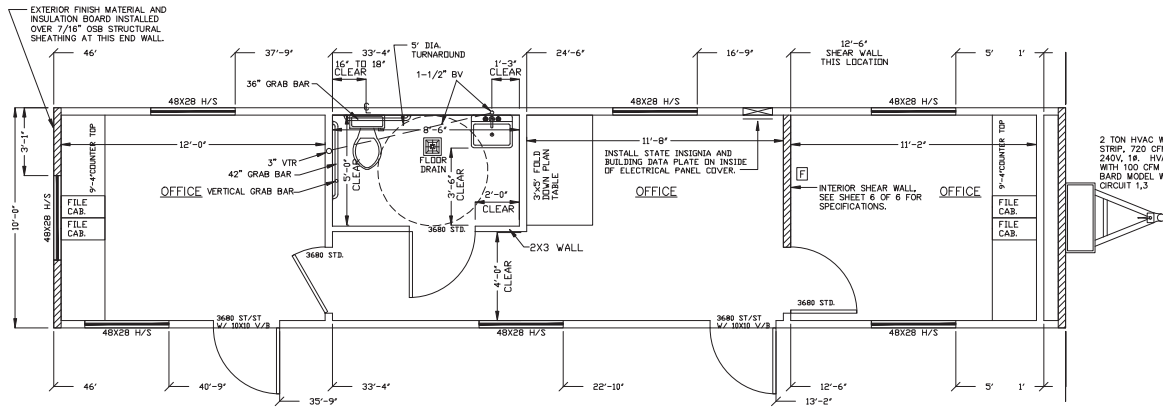 EXTERIOR FINISH MATERIAL AND
INSULATION BOARD INSTALLED
OVER 7/16" OSB STRUCTURAL
SHEATHING AT THIS END WALL.
46'
37'-9"
33'-4"
16" TO 18"
CLEAR
5' DIA.
TURNAROUND
1-1/2" BV
1'-3"
CLEAR
24'-6"
16'-9"
12'-6"
SHEAR WALL
THIS LOCATION
5'
1'
36" GRAB BAR
48X28 H/S
48X28 H/S
48X28 H/S
3'-1"
10'-0"
48X28 H/S
9'-4" COUNTER TOP
12'-0"
OFFICE
FILE
CAB.
FILE
CAB.
3" VTR
42" GRAB BAR
VERTICAL GRAB BAR
8'-6"
5'-0"
CLEAR
FLOOR
DRAIN
3'-6"
CLEAR
2'-0"
CLEAR
3680 STD.
2X3 WALL
3'x5' FOLD
DOWN PLAN
TABLE
11'-8"
INSTALL STATE INSIGNIA AND
BUILDING DATA PLATE ON INSIDE
OF ELECTRICAL PANEL COVER.
OFFICE
F
INTERIOR SHEAR WALL,
SEE SHEET 6 OF 6 FOR
SPECIFICATIONS.
11'-2"
OFFICE
9'-4" COUNTER TOP
FILE
CAB.
FILE
CAB.
2 TON HVAC W
STRIP, 720 CF
240V, 1ø. HV
WITH 100 CFM
BARD MODEL W
CIRCUIT 1,3
3680 STD.
4'-0"
CLEAR
3680 STD.
48X28 H/S
3680 ST/ST
W/ 10X10 V/B
48X28 H/S
3680 ST/ST
W/ 10X10 V/B
48X28 H/S
46'
40'-9"
35'-9"
33'-4"
22'-10"
12'-6"
13'-2"
5'
1'